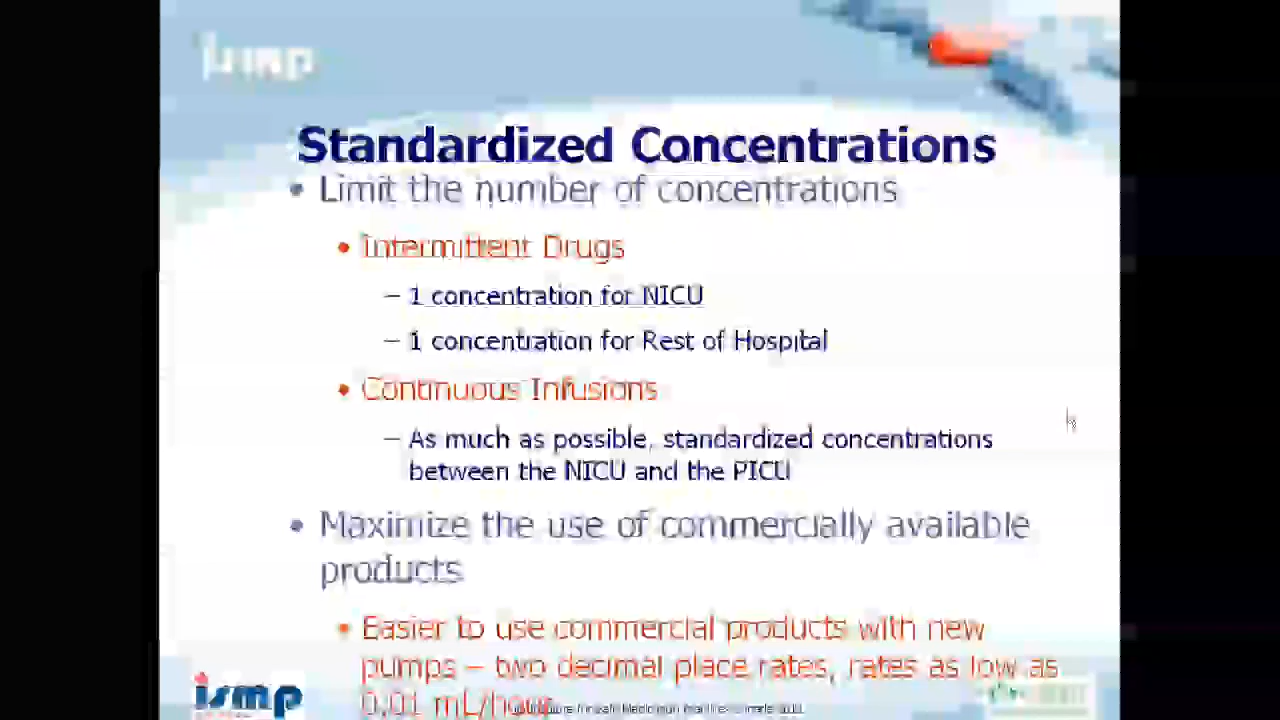 ismp
Standardized Concentrations
• Limit the number of concentrations
• Intermittent Drugs
– 1 concentration for NICU
– 1 concentration for Rest of Hospital
• Continuous Infusions
– As much as possible, standardized concentrations
between the NICU and the PICU
• Maximize the use of commercially available
products
• Easier to use commercial products with new
pumps – two decimal place rates, rates as low as
0.01 mL/hour
ismp